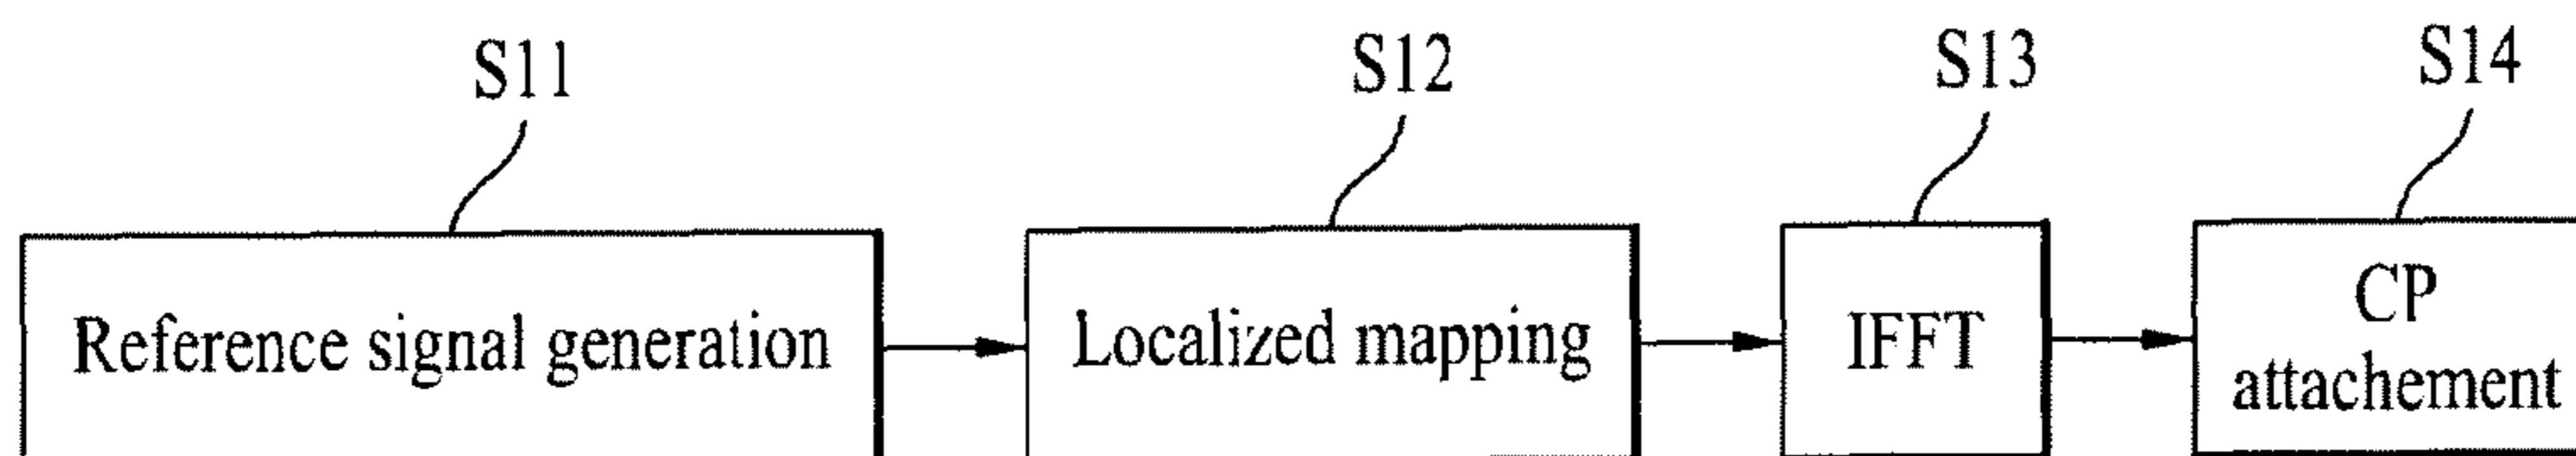 S11
S12
S13
S14
Reference signal generation
Localized mapping
IFFT
CP
attachement